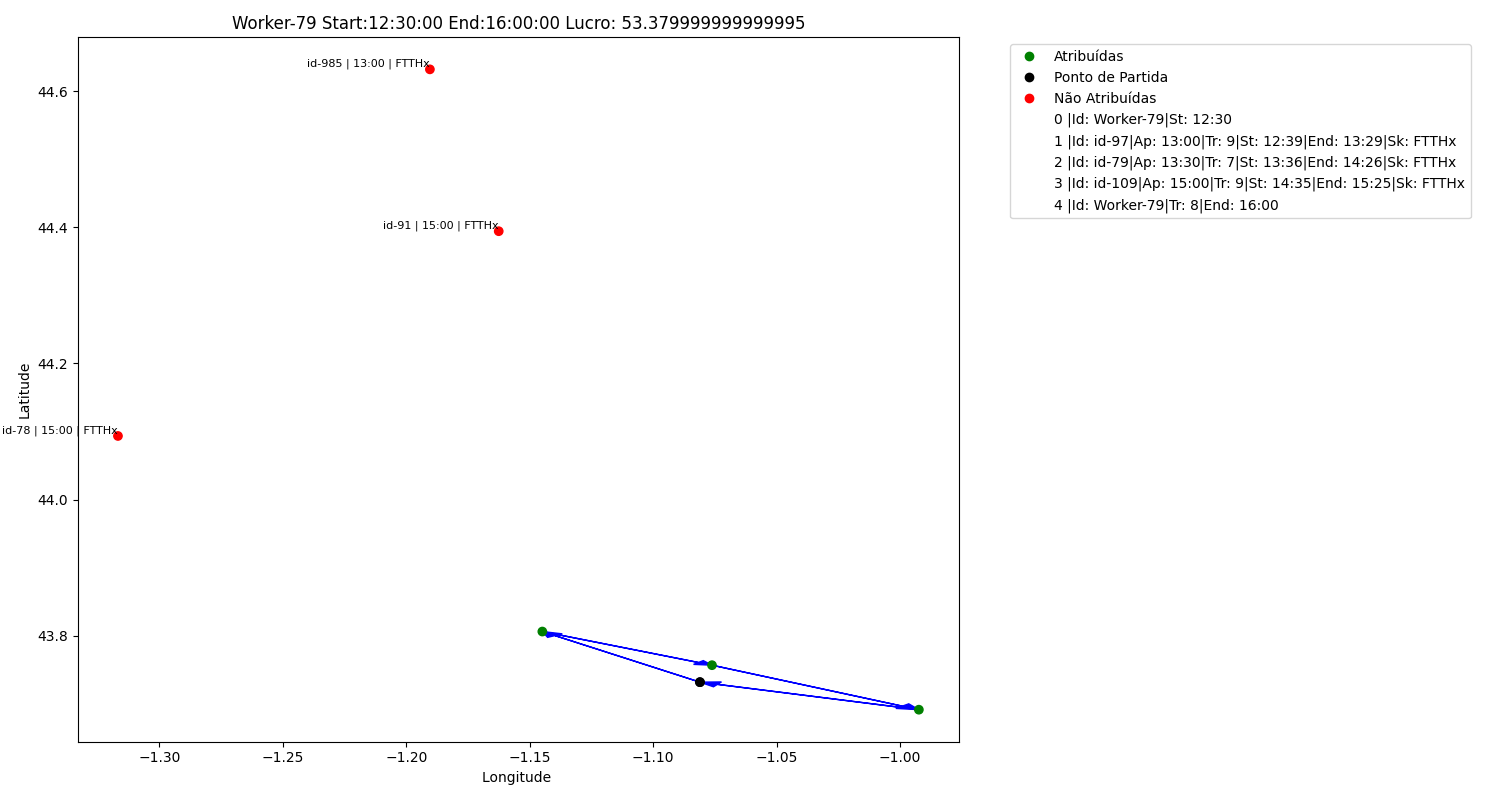 Worker-79 Start:12:30:00 End:16:00:00 Lucro: 53.379999999999995
id-985 | 13:00 | FTTHx
id-91 | 15:00 | FTTHx
id-78 | 15:00 | FTTHx
44.6
44.4
44.2
44.0
43.8
Latitude
−1.30
−1.25
−1.20
−1.15
−1.10
−1.05
−1.00
Longitude
Atribuídas
Ponto de Partida
Não Atribuídas
0 |Id: Worker-79|St: 12:30
1 |Id: id-97|Ap: 13:00|Tr: 9|St: 12:39|End: 13:29|Sk: FTTHx
2 |Id: id-79|Ap: 13:30|Tr: 7|St: 13:36|End: 14:26|Sk: FTTHx
3 |Id: id-109|Ap: 15:00|Tr: 9|St: 14:35|End: 15:25|Sk: FTTHx
4 |Id: Worker-79|Tr: 8|End: 16:00